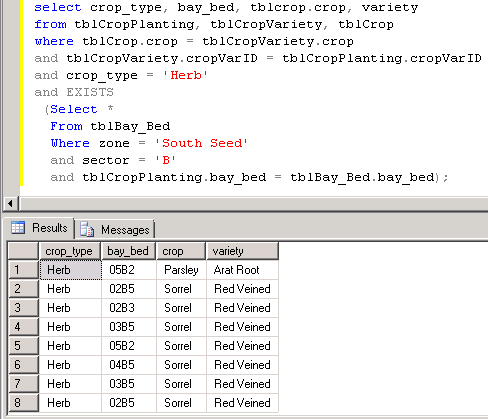 select crop_type, bay_bed, tblcrop.crop, variety
from tblCropPlanting, tblCropVariety, tblCrop
where tblCrop.crop = tblCropVariety.crop
and tblCropVariety.cropVarID = tblCropPlanting.cropVarID
and crop_type = 'Herb'
and EXISTS
(Select *
From tblBay_Bed
Where zone = 'South Seed'
and sector = 'B'
and tblCropPlanting.bay_bed = tblBay_Bed.bay_bed);
Results Messages
crop_type bay_bed crop variety
1 Herb 05B2 Parsley Arat Root
2 Herb 02B5 Sorrel Red Veined
3 Herb 02B3 Sorrel Red Veined
4 Herb 03B5 Sorrel Red Veined
5 Herb 05B2 Sorrel Red Veined
6 Herb 04B5 Sorrel Red Veined
7 Herb 03B5 Sorrel Red Veined
8 Herb 02B5 Sorrel Red Veined